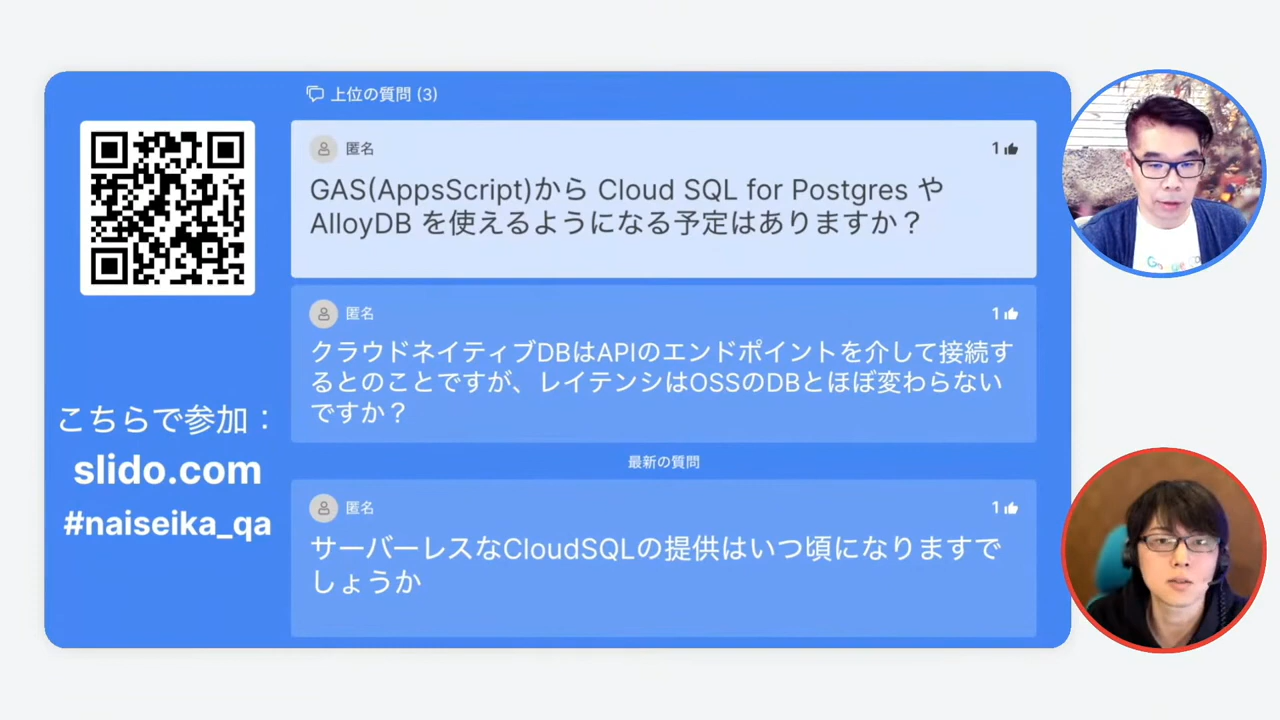 上位の質問 (3)
匿名
1
GAS(AppsScript)から Cloud SQL for Postgres や
AlloyDB を使えるようになる予定はありますか？
匿名
1
クラウドネイティブDBはAPIのエンドポイントを介して接続す
るとのことですが、レイテンシはOSSのDBとほぼ変わらない
ですか？
最新の質問
匿名
1
サーバーレスなCloudSQLの提供はいつ頃になりますで
しょうか
こちらで参加：
slido.com
#naiseika_qa